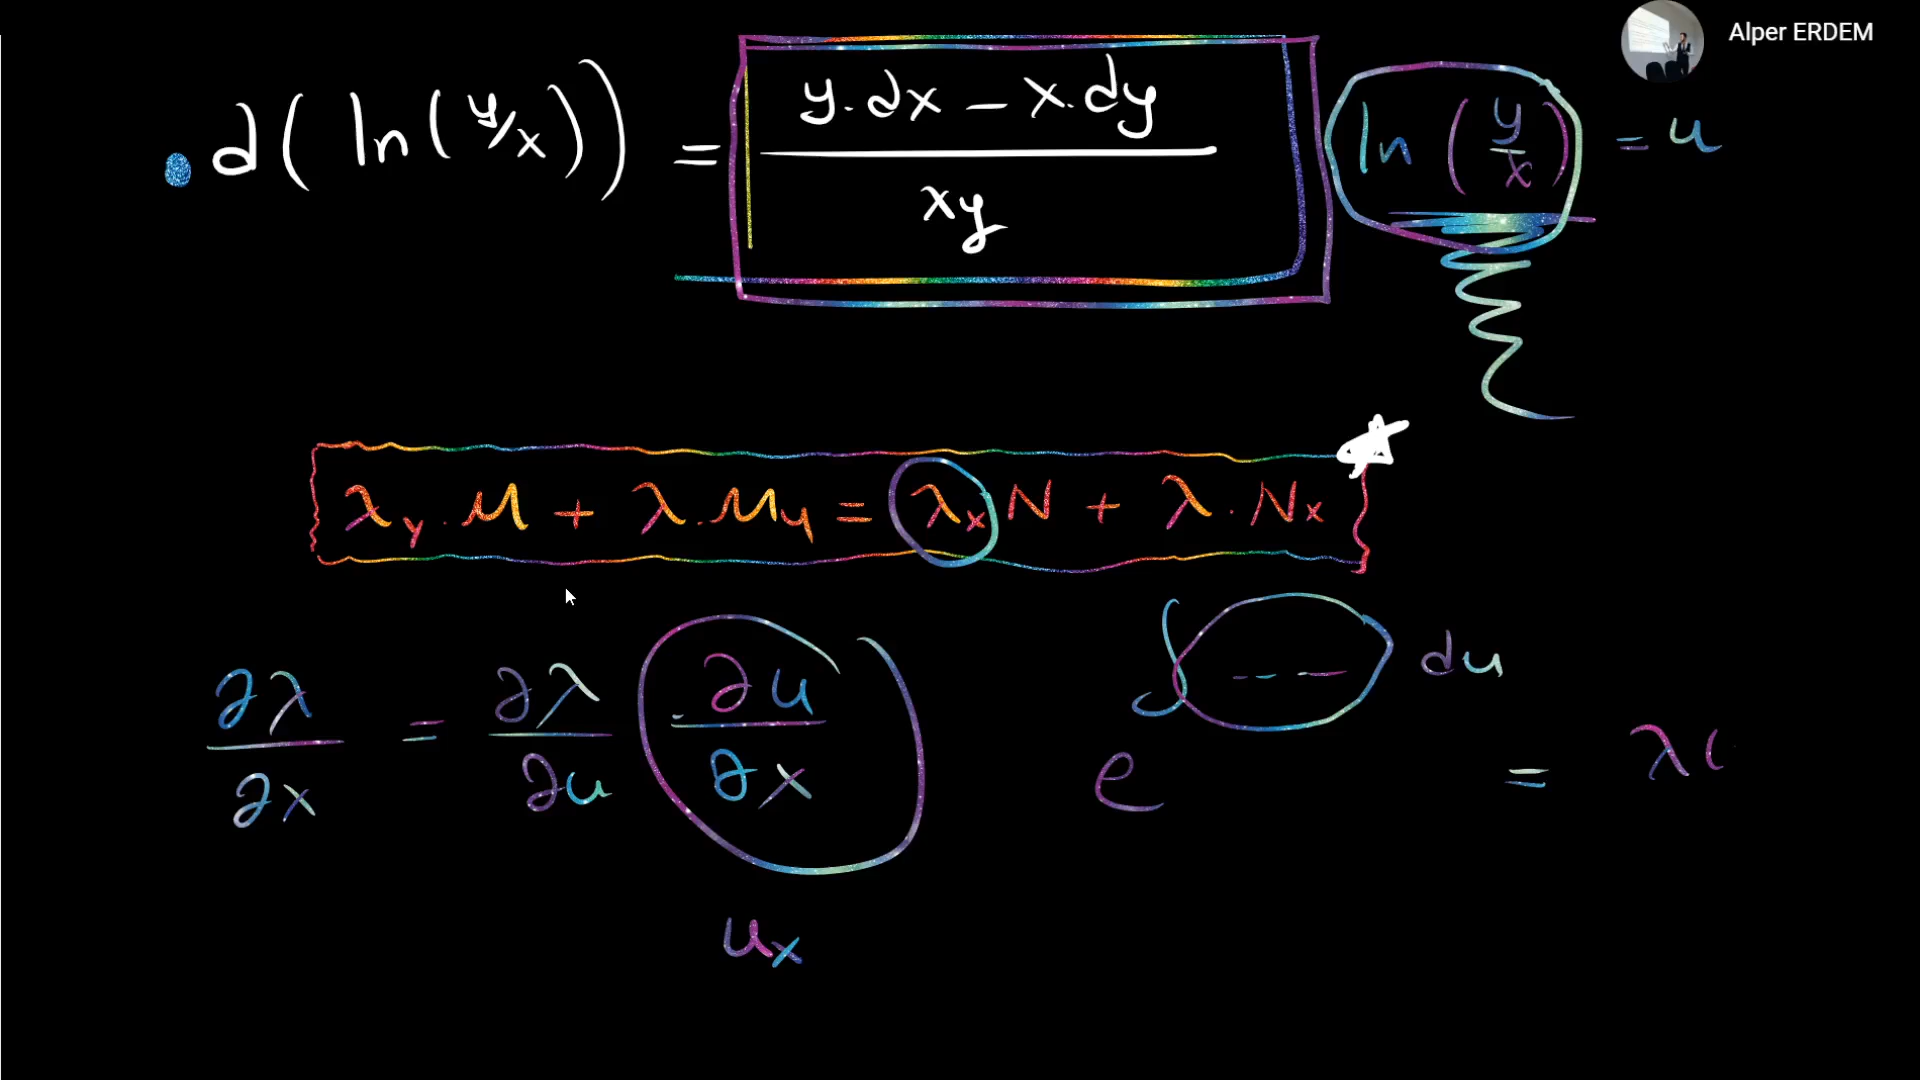 Alper ERDEM
∂( ln( y/x ) ) = (y.dx – x.dy) / xy
ln ( y/x ) = u
λy . M + λ . My = λx N + λ . Nx
∂λ/∂x = ∂λ/∂u . ∂u/∂x
e^∫ - - - du = λ(
ux